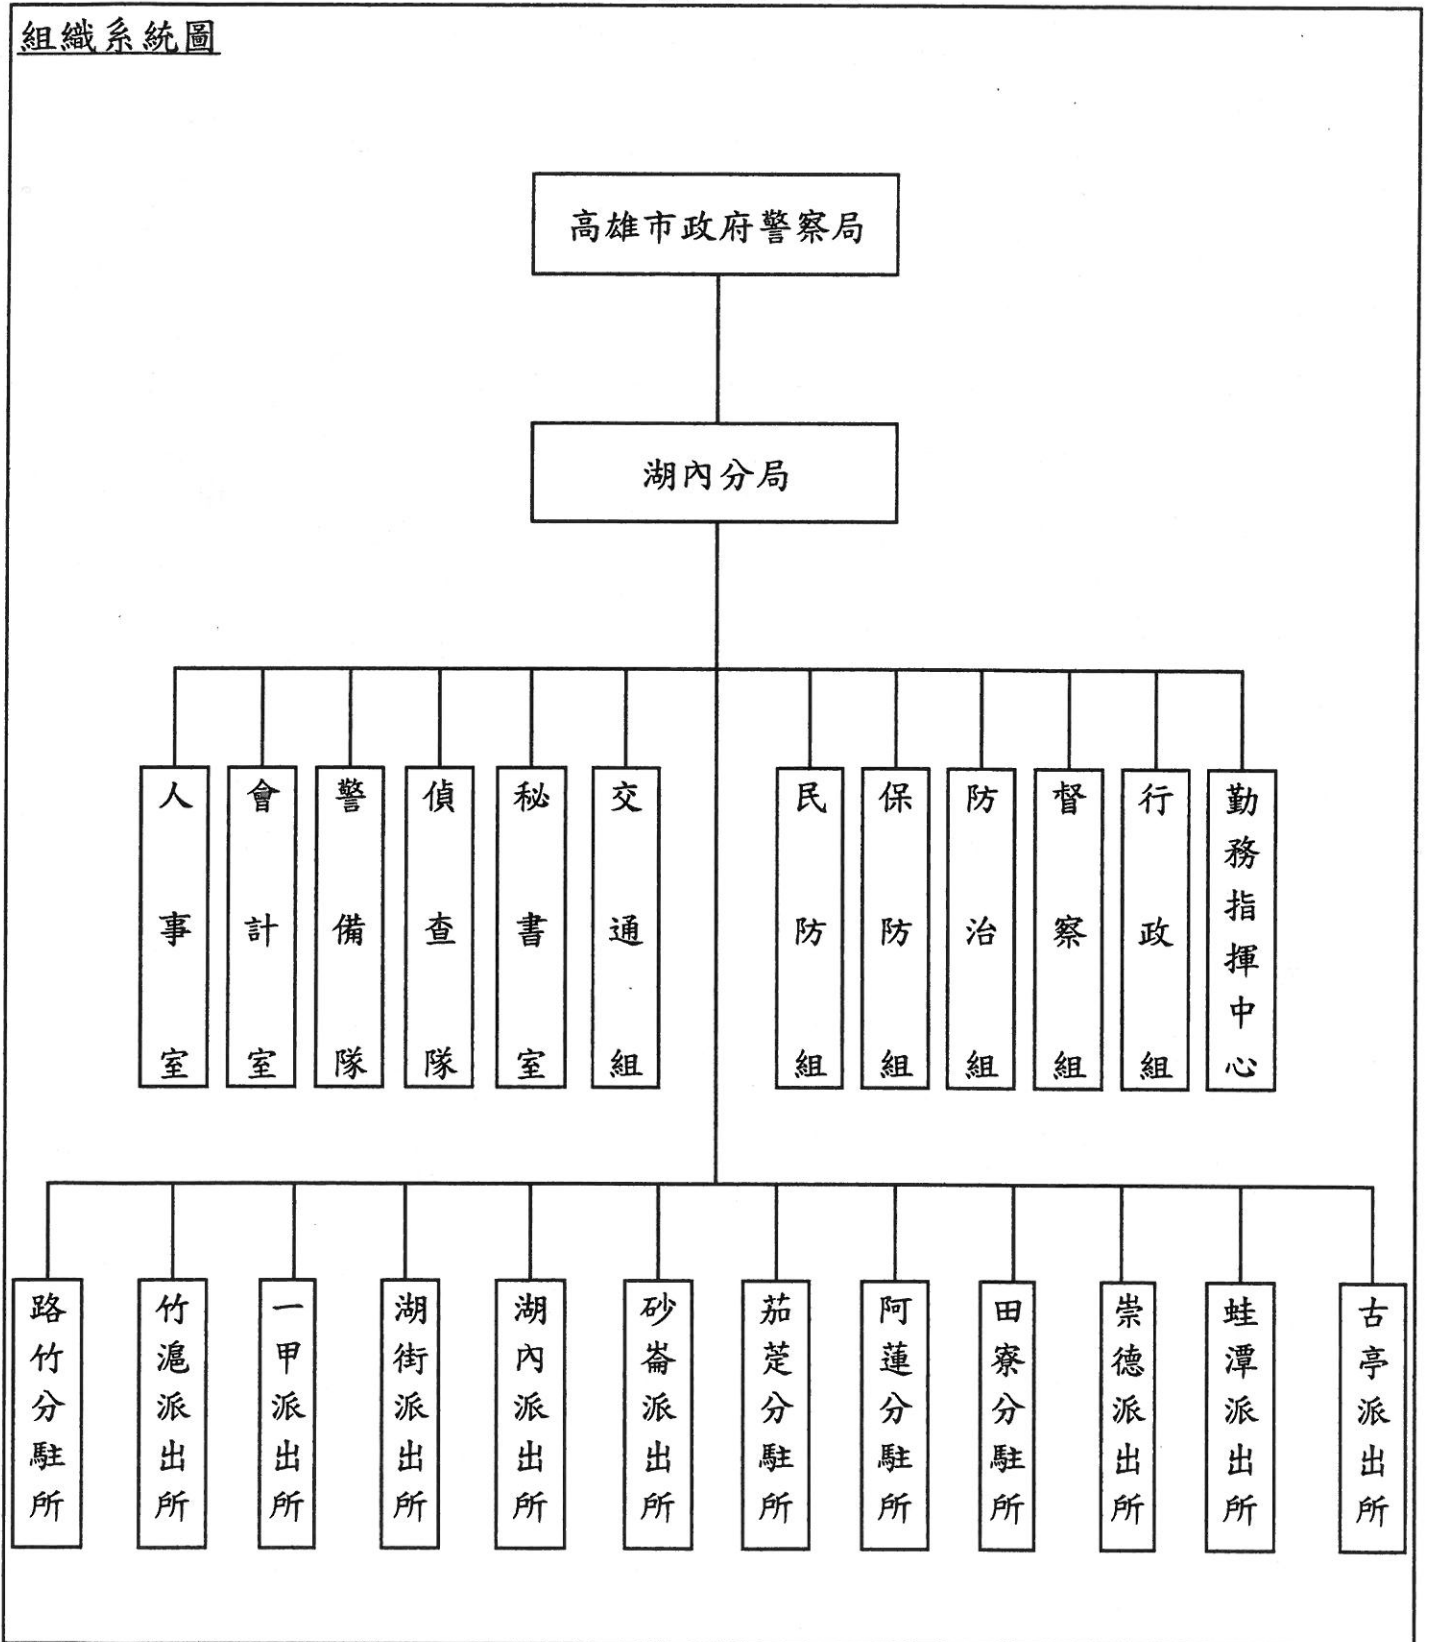 組織系統圖
高雄市政府警察局
湖內分局
人事室
會計室
警備隊
偵查隊
秘書室
交通組
民防組
保防組
防治組
督察組
行政組
勤務指揮中心
路竹分駐所
竹滬派出所
一甲派出所
湖街派出所
湖內派出所
砂崙派出所
茄萣分駐所
阿蓮分駐所
田寮分駐所
崇德派出所
蛙潭派出所
古亭派出所